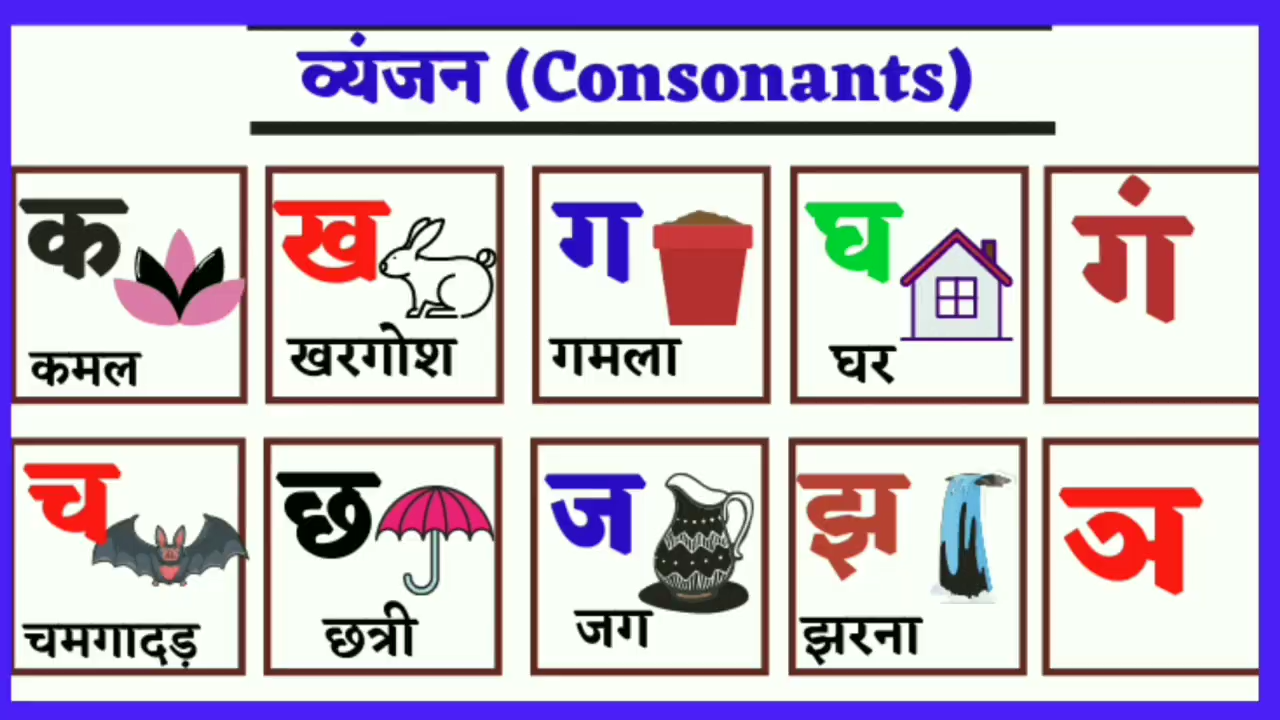 व्यंजन (Consonants)
क
कमल
ख
खरगोश
ग
गमला
घ
घर
गं
च
चमगादड़
छ
छत्री
ज
जग
झ
झरना
ञ